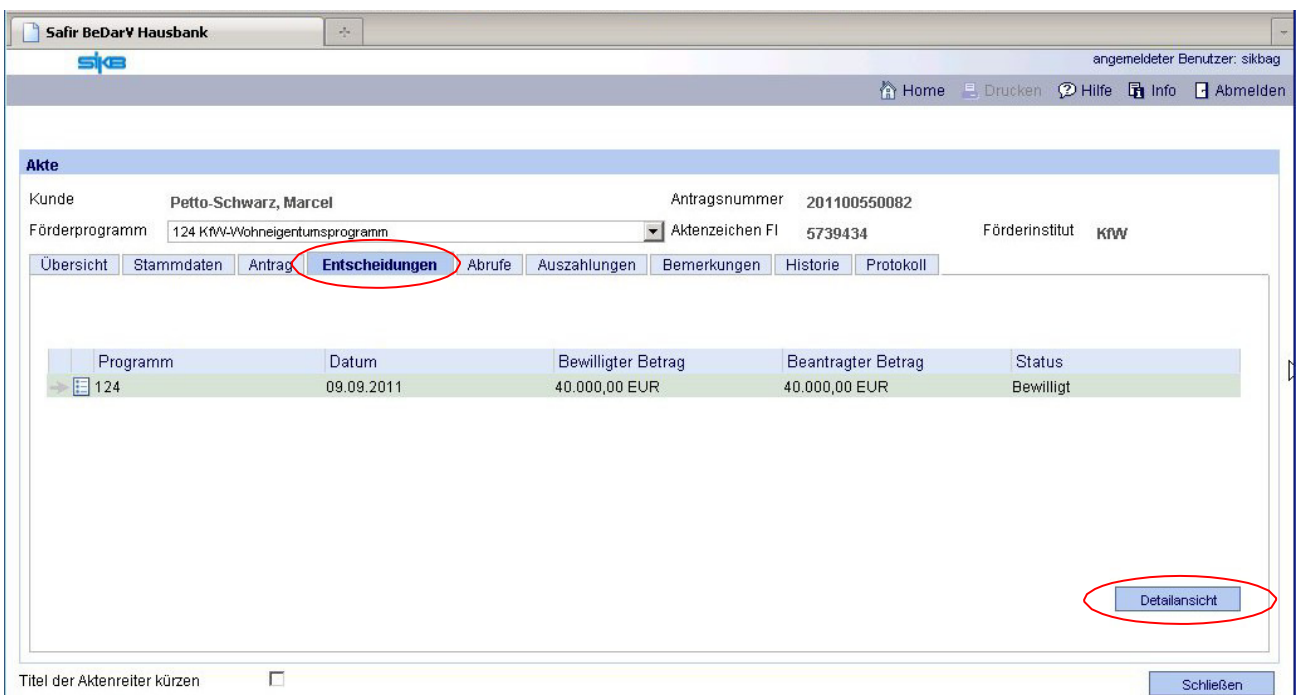 Safir BeDarV Hausbank
SIKB
angemeldeter Benutzer: sikbag
Home Drucken Hilfe Info Abmelden
Akte
Kunde Petto-Schwarz, Marcel Antragsnummer 201100550082
Förderprogramm 124 KfW-Wohneigentumsprogramm Aktenzeichen FI 5739434 Förderinstitut KfW
Übersicht Stammdaten Antrag Entscheidungen Abrufe Auszahlungen Bemerkungen Historie Protokoll
Programm Datum Bewilligter Betrag Beantragter Betrag Status
124 09.09.2011 40.000,00 EUR 40.000,00 EUR Bewilligt
Detailansicht
Titel der Aktenreiter kürzen
Schließen